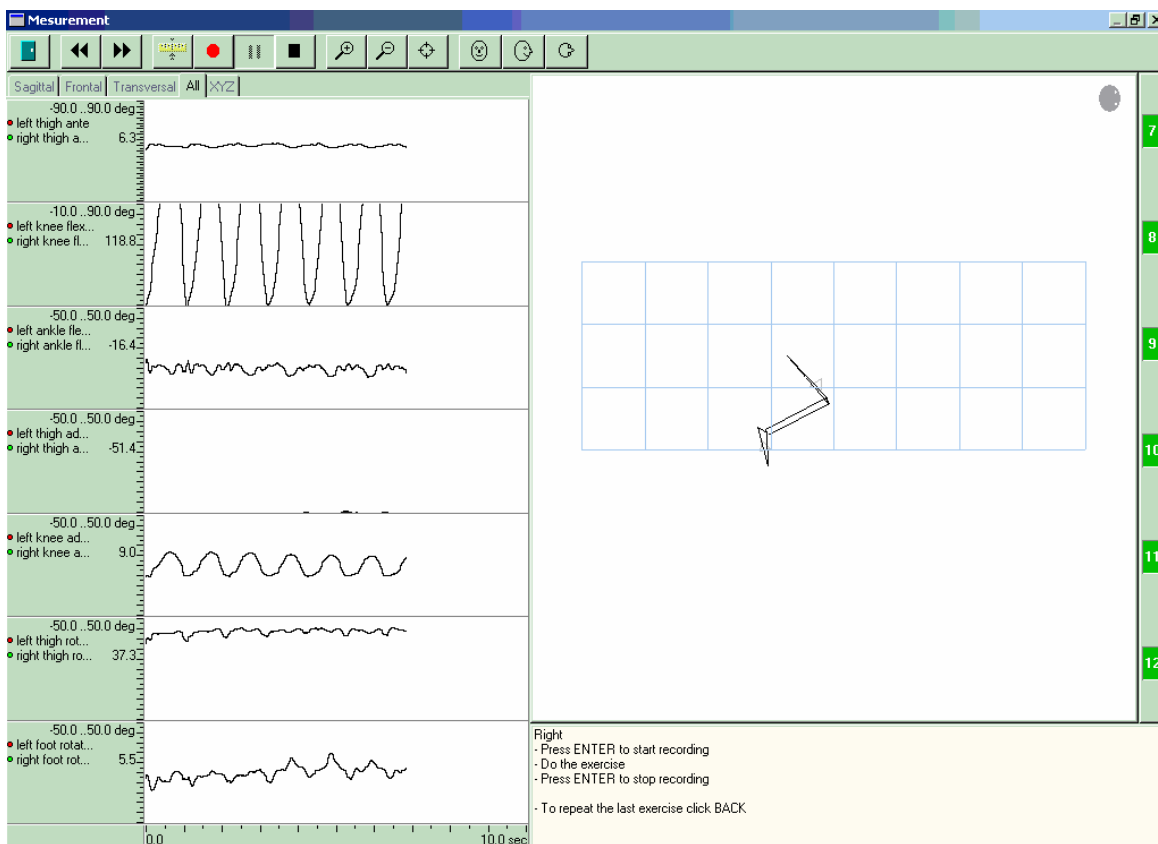 Mesurement
Sagittal Frontal Transversal All XYZ
-90.0 ..90.0 deg
left thigh ante
right thigh a... 6.3
-10.0 ..90.0 deg
left knee flex...
right knee fl... 118.8
-50.0 ..50.0 deg
left ankle fle...
right ankle fl... -16.4
-50.0 ..50.0 deg
left thigh ad...
right thigh a... -51.4
-50.0 ..50.0 deg
left knee ad...
right knee a... 9.0
-50.0 ..50.0 deg
left thigh rot...
right thigh ro... 37.3
-50.0 ..50.0 deg
left foot rotat...
right foot rot... 5.5
0.0 10.0 sec
7
8
9
10
11
12
Right
- Press ENTER to start recording
- Do the exercise
- Press ENTER to stop recording
- To repeat the last exercise click BACK